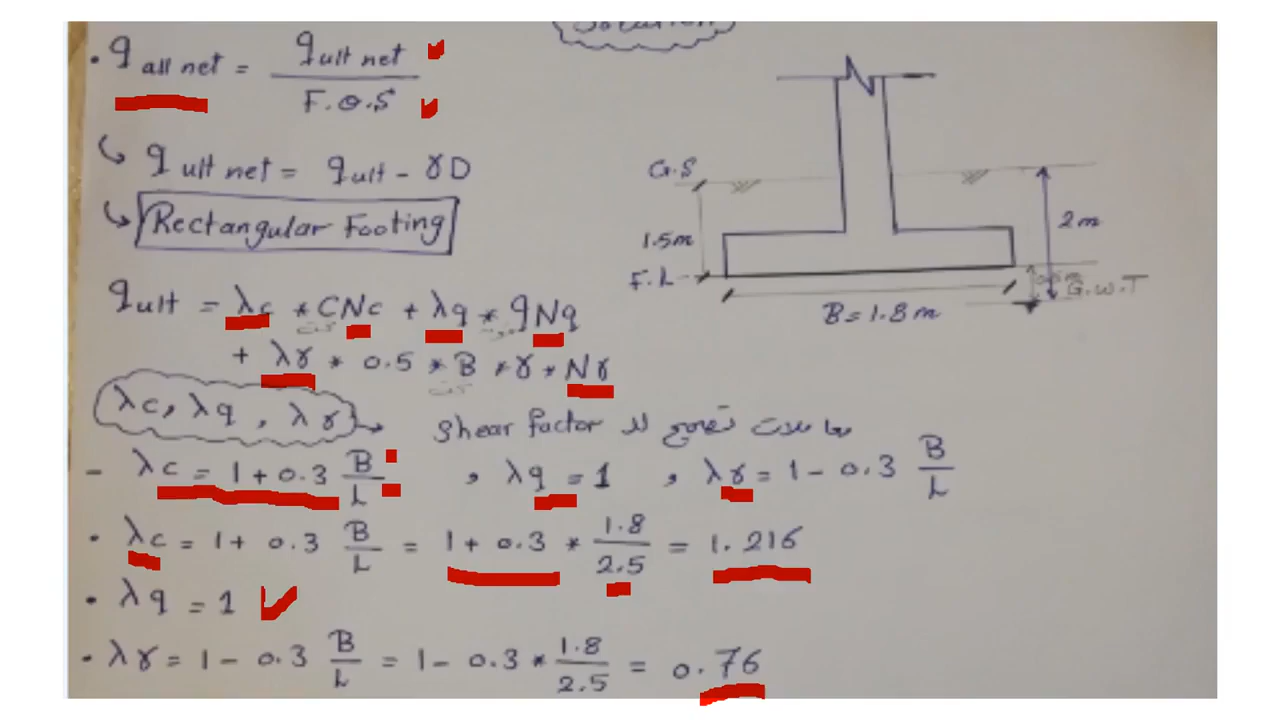 Solution
• q all net = q ult net / F.O.S
q ult net = q ult - γD
Rectangular Footing
q ult = λc * CNc + λq * qNq
+ λγ * 0.5 * B * γ * Nγ
λc, λq, λγ → Shear factor لل
- λc = 1 + 0.3 B/L , λq = 1 , λγ = 1 - 0.3 B/L
• λc = 1 + 0.3 B/L = 1 + 0.3 * 1.8/2.5 = 1.216
• λq = 1
• λγ = 1 - 0.3 B/L = 1 - 0.3 * 1.8/2.5 = 0.76
G.S
1.5m
2m
F.L
G.W.T
B = 1.8m